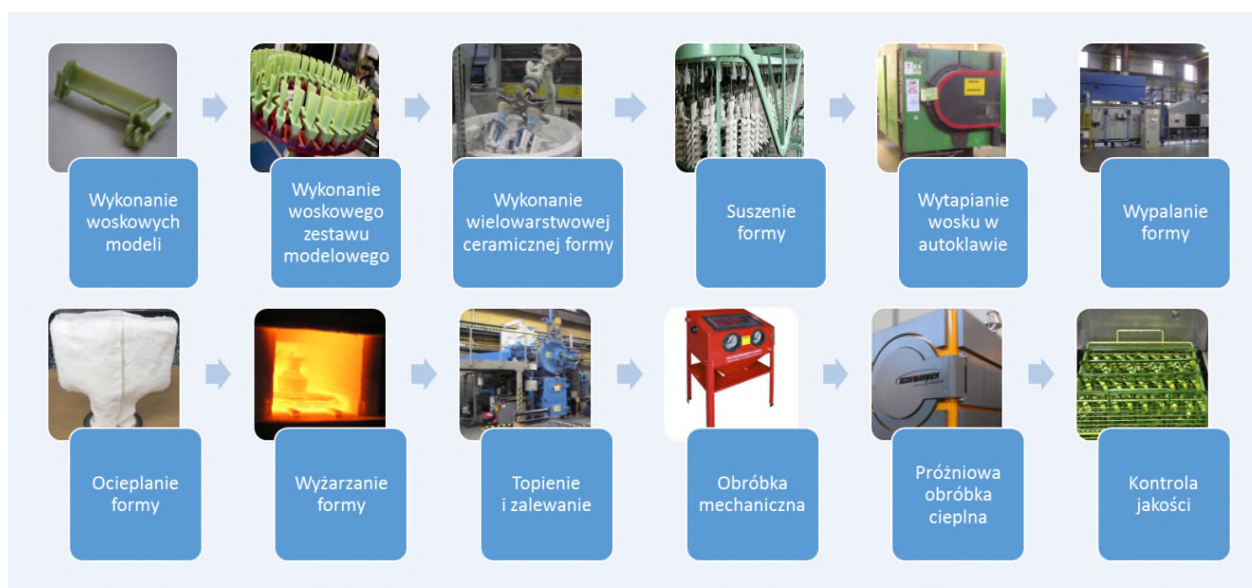 Wykonanie
woskowych
modeli
Wykonanie
woskowego
zestawu
modelowego
Wykonanie
wielowarstwowej
ceramicznej formy
Suszenie
formy
Wytapianie
wosku w
autoklawie
Wypalanie
formy
Ocieplanie
formy
Wyżarzanie
formy
Topienie
i zalewanie
Obróbka
mechaniczna
Próżniowa
obróbka
cieplna
Kontrola
jakości